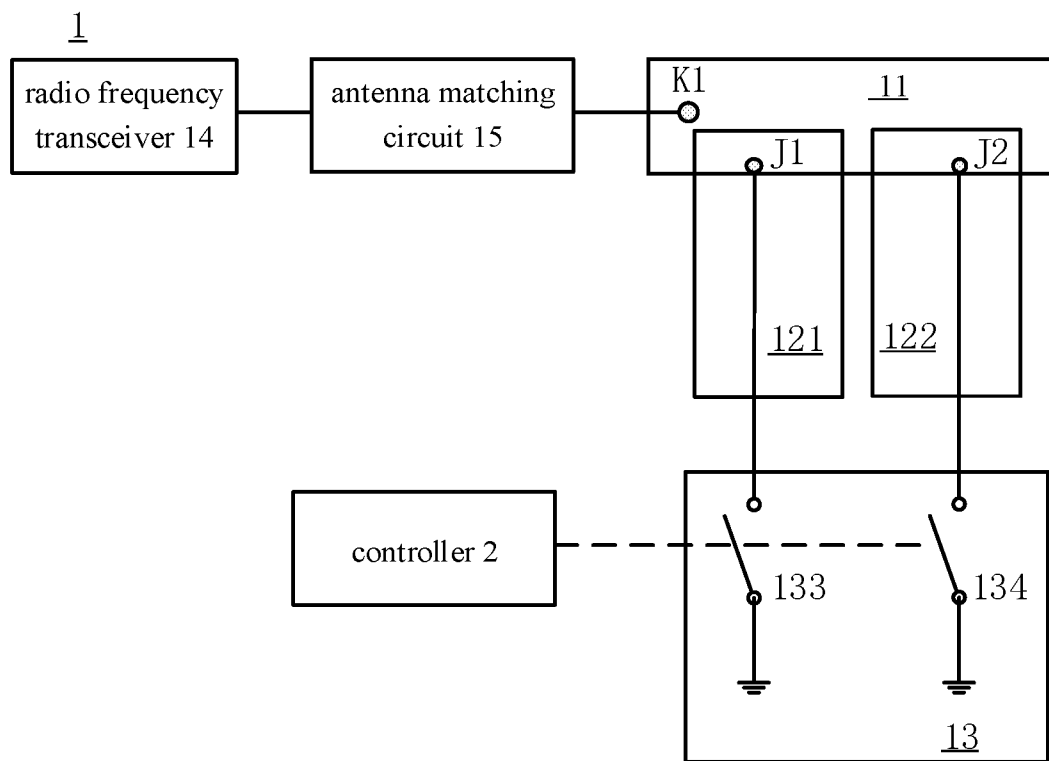 1
radio frequency
transceiver 14
antenna matching
circuit 15
K1
11
J1
J2
121
122
controller 2
133
134
13